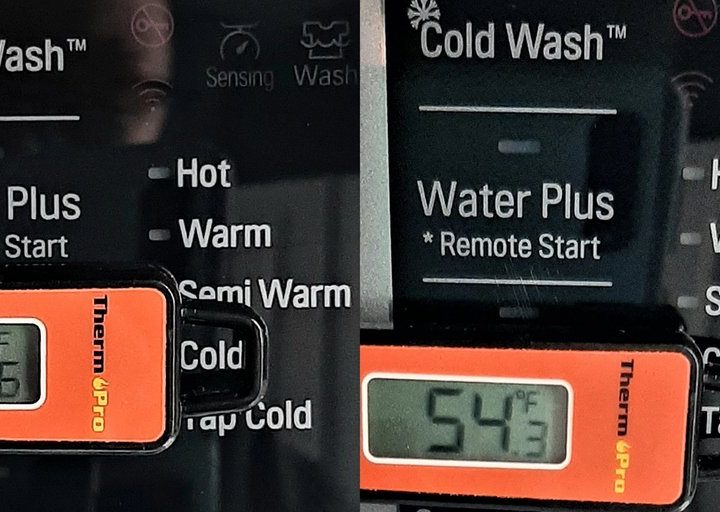 Wash™
Sensing
Wash
Hot
Plus
Start
Warm
Semi Warm
°F
6
ThermoPro
Cold
Tap Cold
Cold Wash™
Water Plus
* Remote Start
54.3 °F
ThermoPro